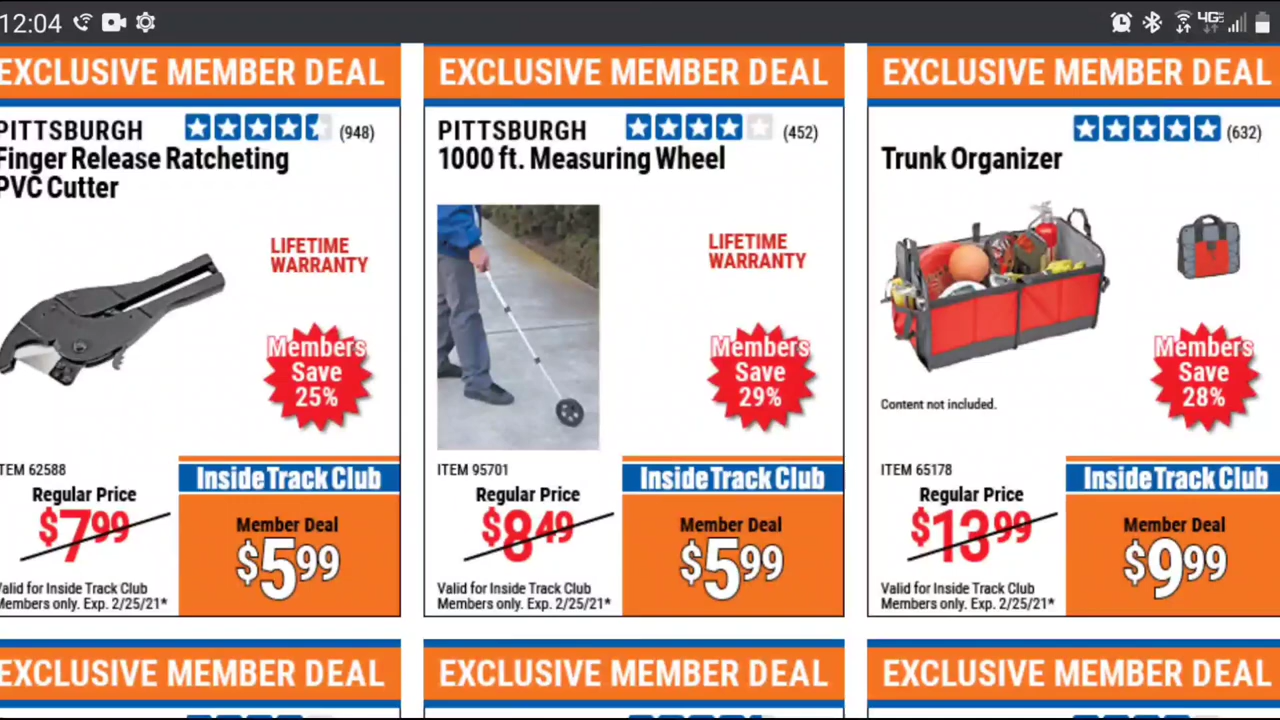 12:04
4GE
EXCLUSIVE MEMBER DEAL
PITTSBURGH
(948)
Finger Release Ratcheting
PVC Cutter
LIFETIME
WARRANTY
Members
Save
25%
ITEM 62588
Regular Price
$7.99
Valid for Inside Track Club
Members only. Exp. 2/25/21*
Inside Track Club
Member Deal
$5.99
EXCLUSIVE MEMBER DEAL
PITTSBURGH
(452)
1000 ft. Measuring Wheel
LIFETIME
WARRANTY
Members
Save
29%
ITEM 95701
Regular Price
$8.49
Valid for Inside Track Club
Members only. Exp. 2/25/21*
Inside Track Club
Member Deal
$5.99
EXCLUSIVE MEMBER DEAL
(632)
Trunk Organizer
Content not included.
Members
Save
28%
ITEM 65178
Regular Price
$13.99
Valid for Inside Track Club
Members only. Exp. 2/25/21*
Inside Track Club
Member Deal
$9.99
EXCLUSIVE MEMBER DEAL
EXCLUSIVE MEMBER DEAL
EXCLUSIVE MEMBER DEAL